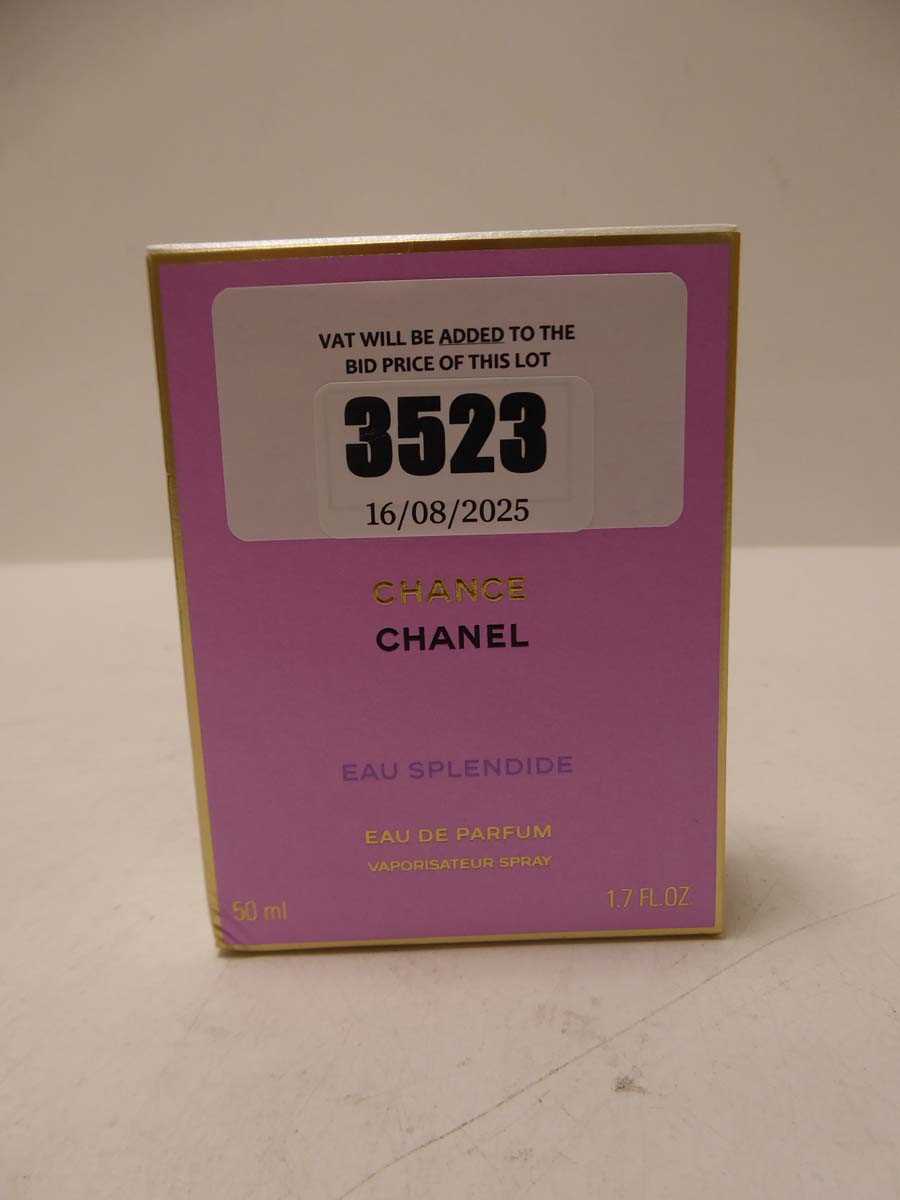 VAT WILL BE ADDED TO THE
BID PRICE OF THIS LOT
3523
16/08/2025
CHANCE
CHANEL
EAU SPLENDIDE
EAU DE PARFUM
VAPORISATEUR SPRAY
50 ml
1.7 FL.OZ.